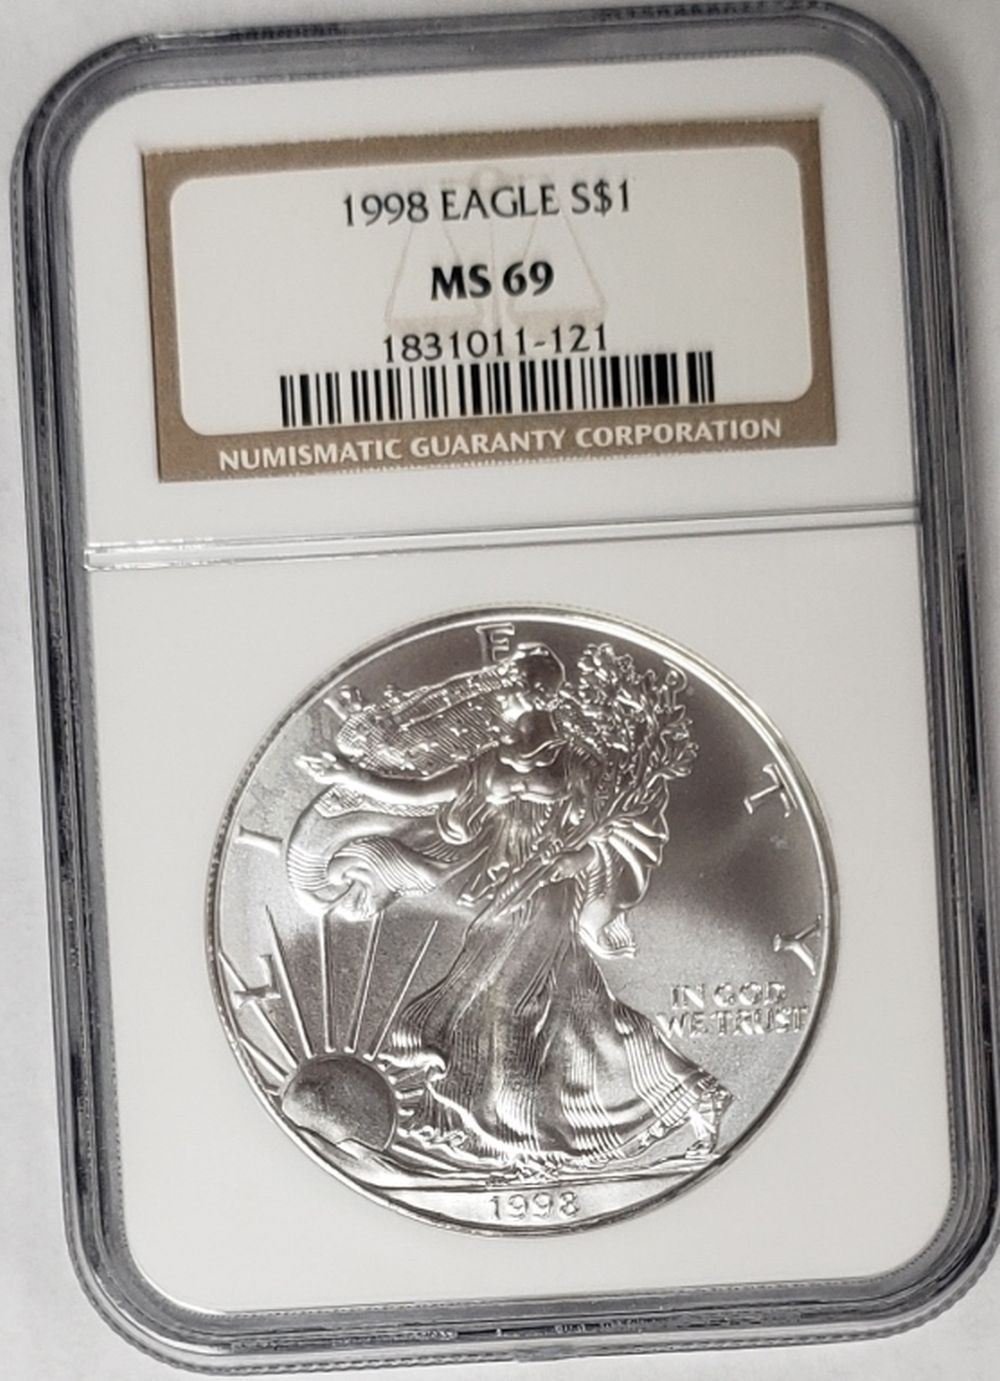 1998 EAGLE S$1
MS 69
1831011-121
NUMISMATIC GUARANTY CORPORATION
LIBERTY
IN GOD
WE TRUST
1998